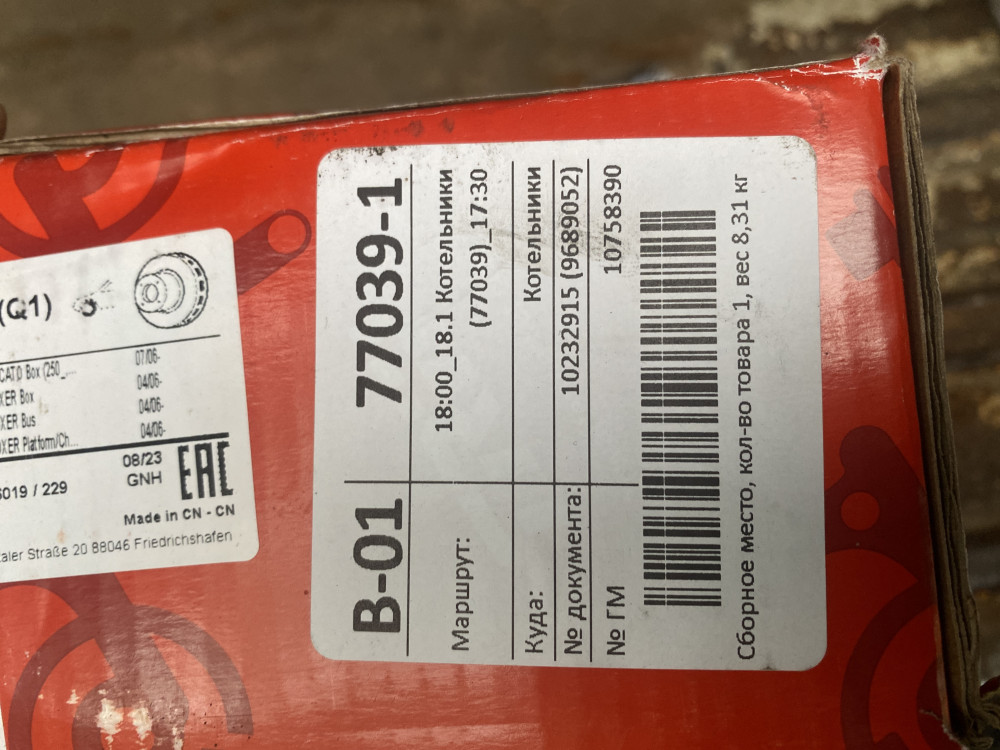 (Q1)
CATO Box (250_... 07/06-
XER Box 04/06-
XER Bus 04/06-
XER Platform/Ch... 04/06-
6019 / 229
08/23
GNH
EAC
Made in CN - CN
taler Straße 20 88046 Friedrichshafen
B-01 77039-1
Маршрут: 18:00_18.1 Котельники
(77039)_17:30
Куда: Котельники
№ документа: 10232915 (9689052)
№ ГМ 10758390
Сборное место, кол-во товара 1, вес 8,31 кг